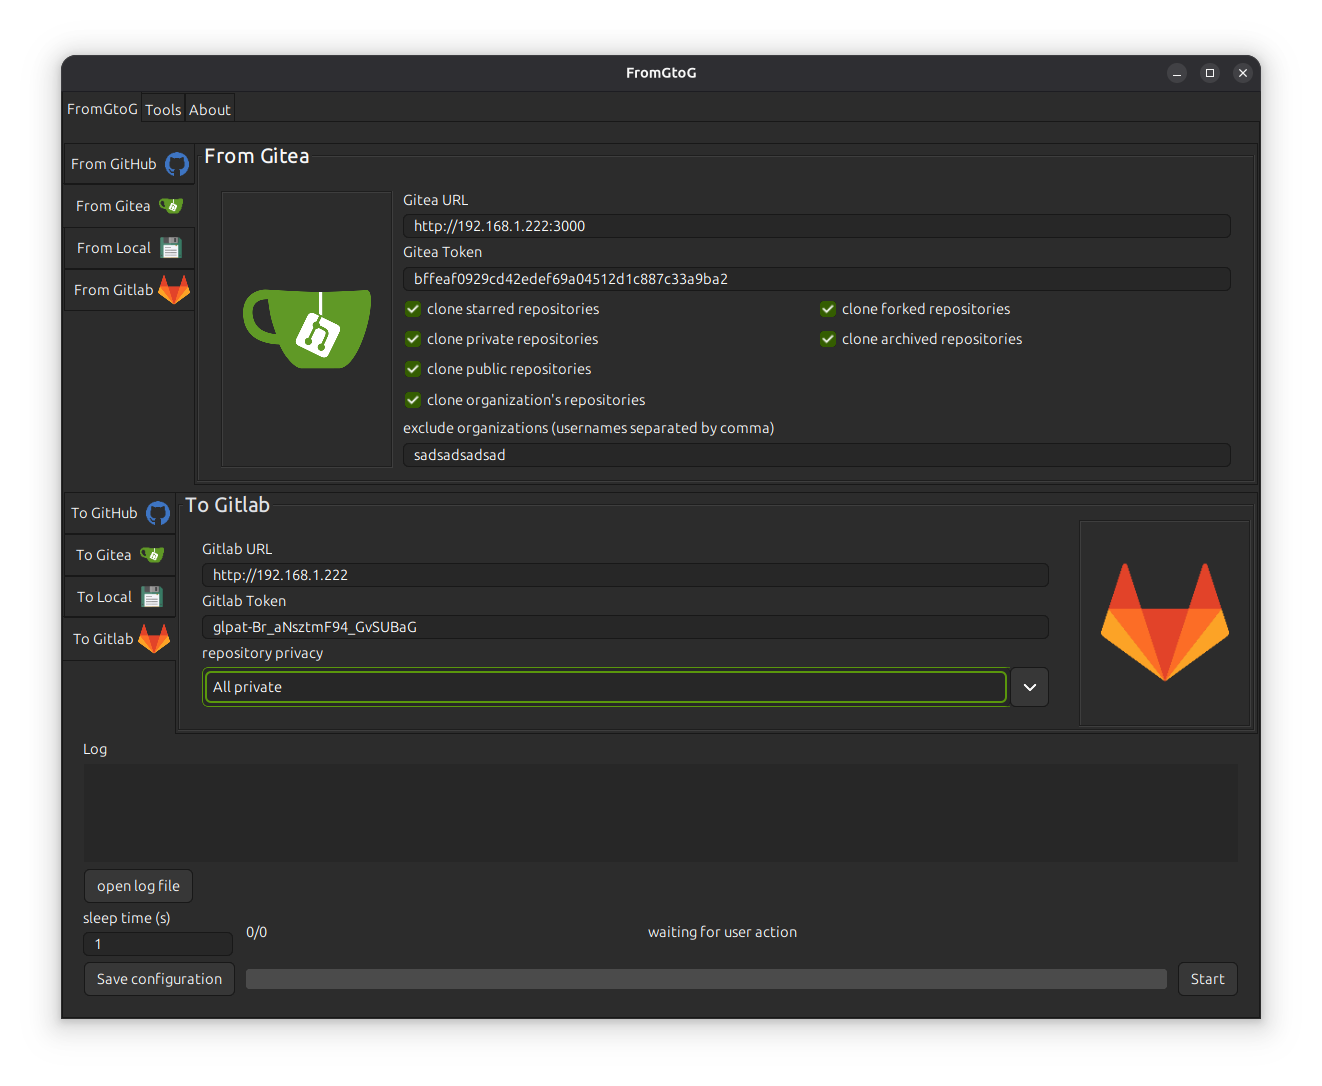 FromGtoG
FromGtoG Tools About
From GitHub
From Gitea
From Local
From Gitlab
From Gitea
Gitea URL
http://192.168.1.222:3000
Gitea Token
bffeaf0929cd42edef69a04512d1c887c33a9ba2
clone starred repositories
clone forked repositories
clone private repositories
clone archived repositories
clone public repositories
clone organization's repositories
exclude organizations (usernames separated by comma)
sadsadsadsad
To GitHub
To Gitea
To Local
To Gitlab
To Gitlab
Gitlab URL
http://192.168.1.222
Gitlab Token
glpat-Br_aNsztmF94_GvSUBaG
repository privacy
All private
Log
open log file
sleep time (s)
1
0/0
waiting for user action
Save configuration
Start